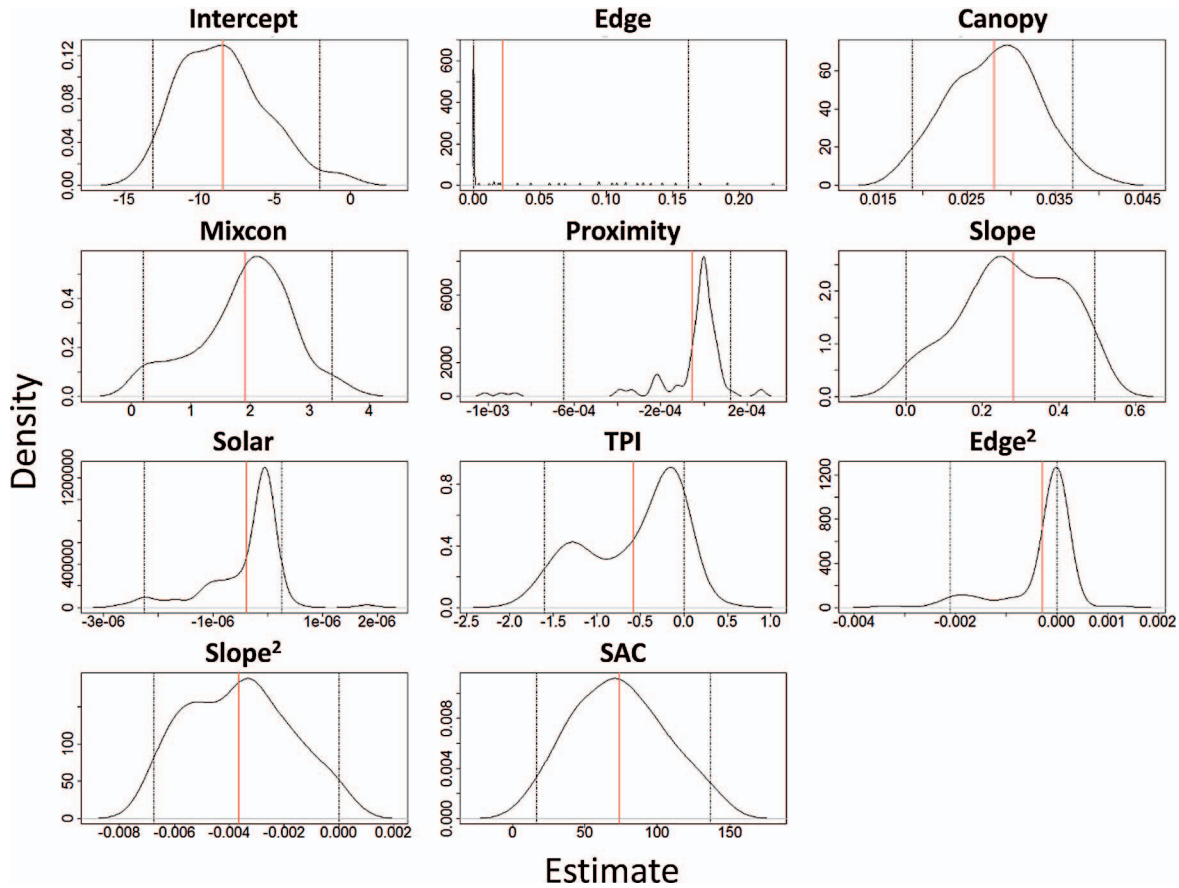 Intercept Edge Canopy
0.00 0.04 0.08 0.12
-15 -10 -5 0
0 200 400 600
0.00 0.05 0.10 0.15 0.20
0 20 40 60
0.015 0.025 0.035 0.045
Mixcon Proximity Slope
0.0 0.2 0.4
0 1 2 3 4
0 2000 6000
-1e-03 -6e-04 -2e-04 2e-04
0.0 1.0 2.0
0.0 0.2 0.4 0.6
Density
Solar TPI Edge²
0 400000 1200000
-3e-06 -1e-06 0 2e-06
0.0 0.4 0.8
-2.5 -2.0 -1.5 -1.0 -0.5 0.0 0.5 1.0
0 400 800 1200
-0.004 -0.002 0.000 0.001 0.002
Slope² SAC
0 50 100
-0.008 -0.006 -0.004 -0.002 0.000 0.002
0.000 0.004 0.008
0 50 100 150
Estimate